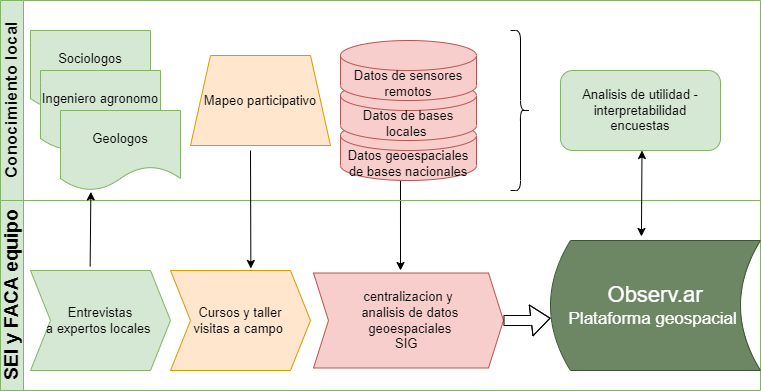 Conocimiento local
Sociologos
Ingeniero agronomo
Geologos
Mapeo participativo
Datos de sensores
remotos
Datos de bases
locales
Datos geoespaciales
de bases nacionales
Analisis de utilidad -
interpretabilidad
encuestas
SEI y FACA equipo
Entrevistas
a expertos locales
Cursos y taller
visitas a campo
centralizacion y
analisis de datos
geoespaciales
SIG
Observ.ar
Plataforma geospacial